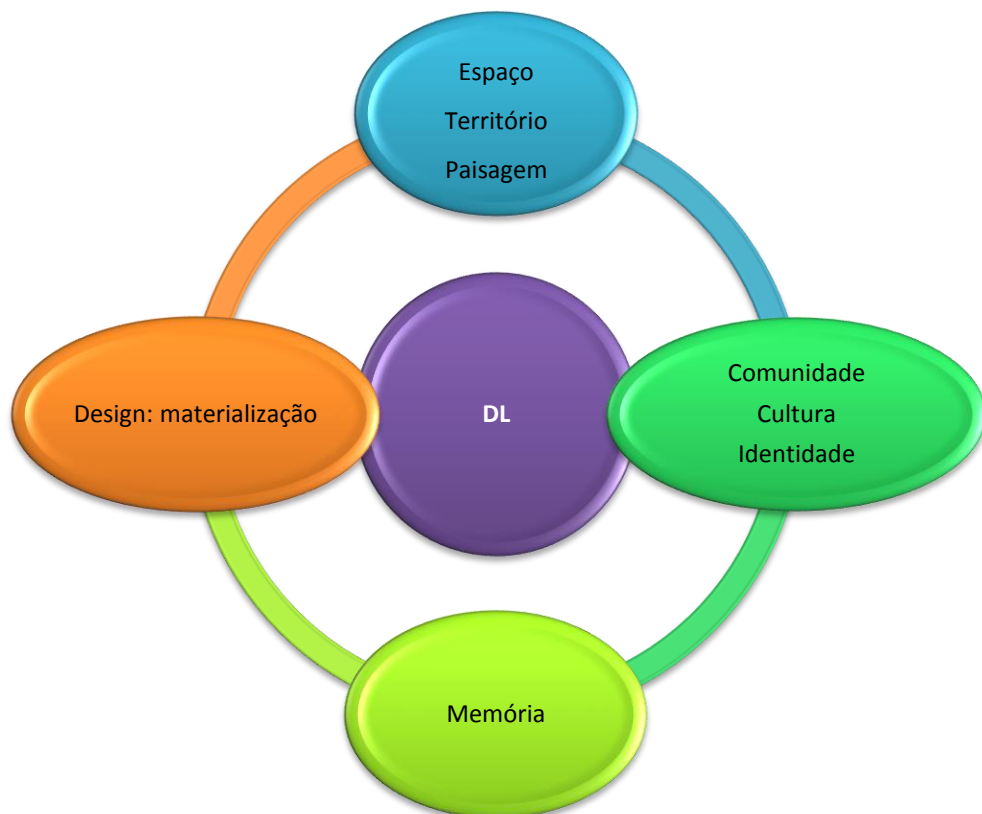 Espaço
Território
Paisagem
Design: materialização
DL
Comunidade
Cultura
Identidade
Memória